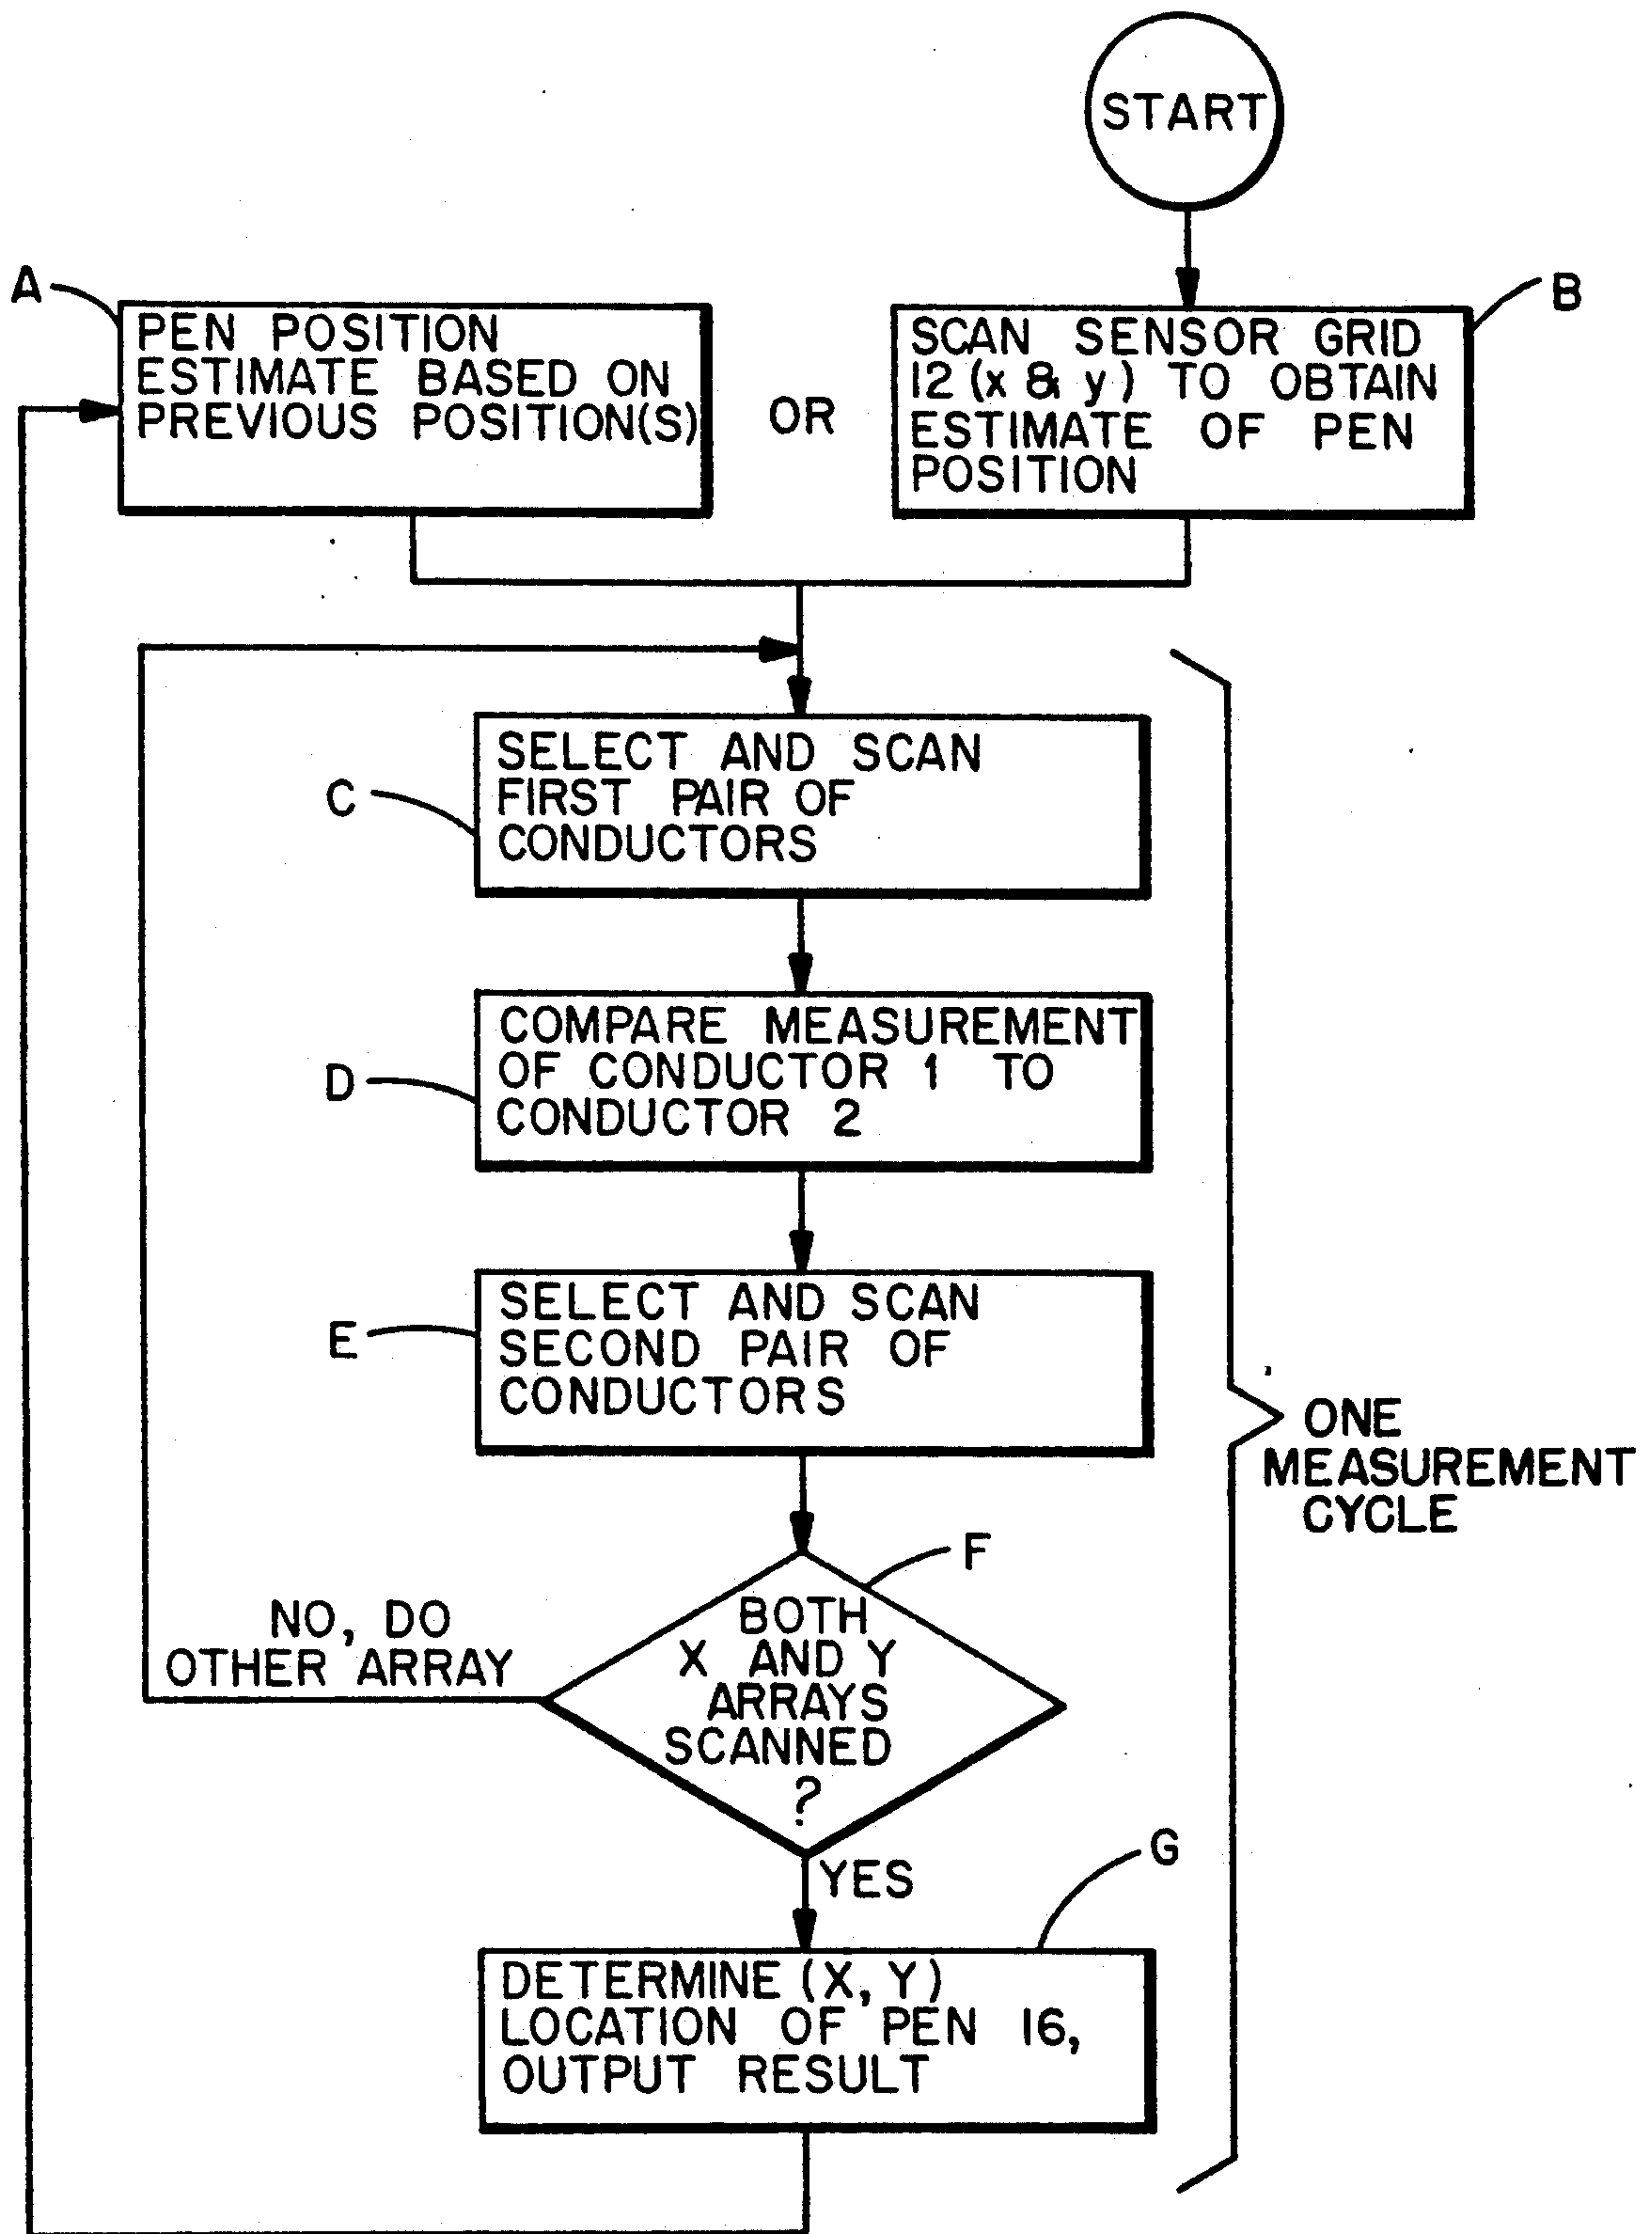 START
A
PEN POSITION
ESTIMATE BASED ON
PREVIOUS POSITION(S)
OR
B
SCAN SENSOR GRID
12 (x & y) TO OBTAIN
ESTIMATE OF PEN
POSITION
C
SELECT AND SCAN
FIRST PAIR OF
CONDUCTORS
D
COMPARE MEASUREMENT
OF CONDUCTOR 1 TO
CONDUCTOR 2
E
SELECT AND SCAN
SECOND PAIR OF
CONDUCTORS
ONE
MEASUREMENT
CYCLE
F
BOTH
X AND Y
ARRAYS
SCANNED
?
NO, DO
OTHER ARRAY
YES
G
DETERMINE (X, Y)
LOCATION OF PEN 16,
OUTPUT RESULT